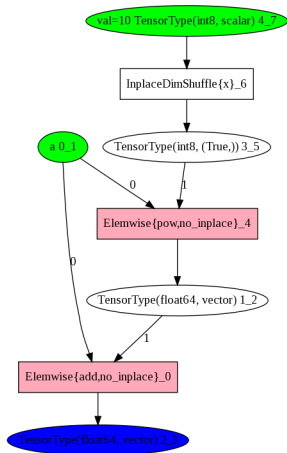 val=10 TensorType(int8, scalar) 4_7
InplaceDimShuffle{x}_6
a 0_1
TensorType(int8, (True,)) 3_5
0
1
Elemwise{pow,no_inplace}_4
0
TensorType(float64, vector) 1_2
1
Elemwise{add,no_inplace}_0
TensorType(float64, vector) 2_3